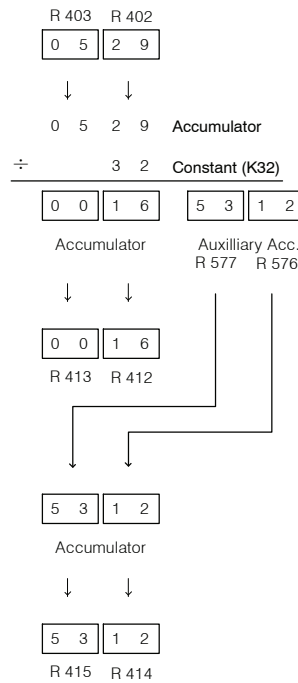 R 403 R 402
0 5 2 9
0 5 2 9 Accumulator
÷ 3 2 Constant (K32)
0 0 1 6 5 3 1 2
Accumulator Auxilliary Acc.
R 577 R 576
0 0 1 6
R 413 R 412
5 3 1 2
Accumulator
5 3 1 2
R 415 R 414